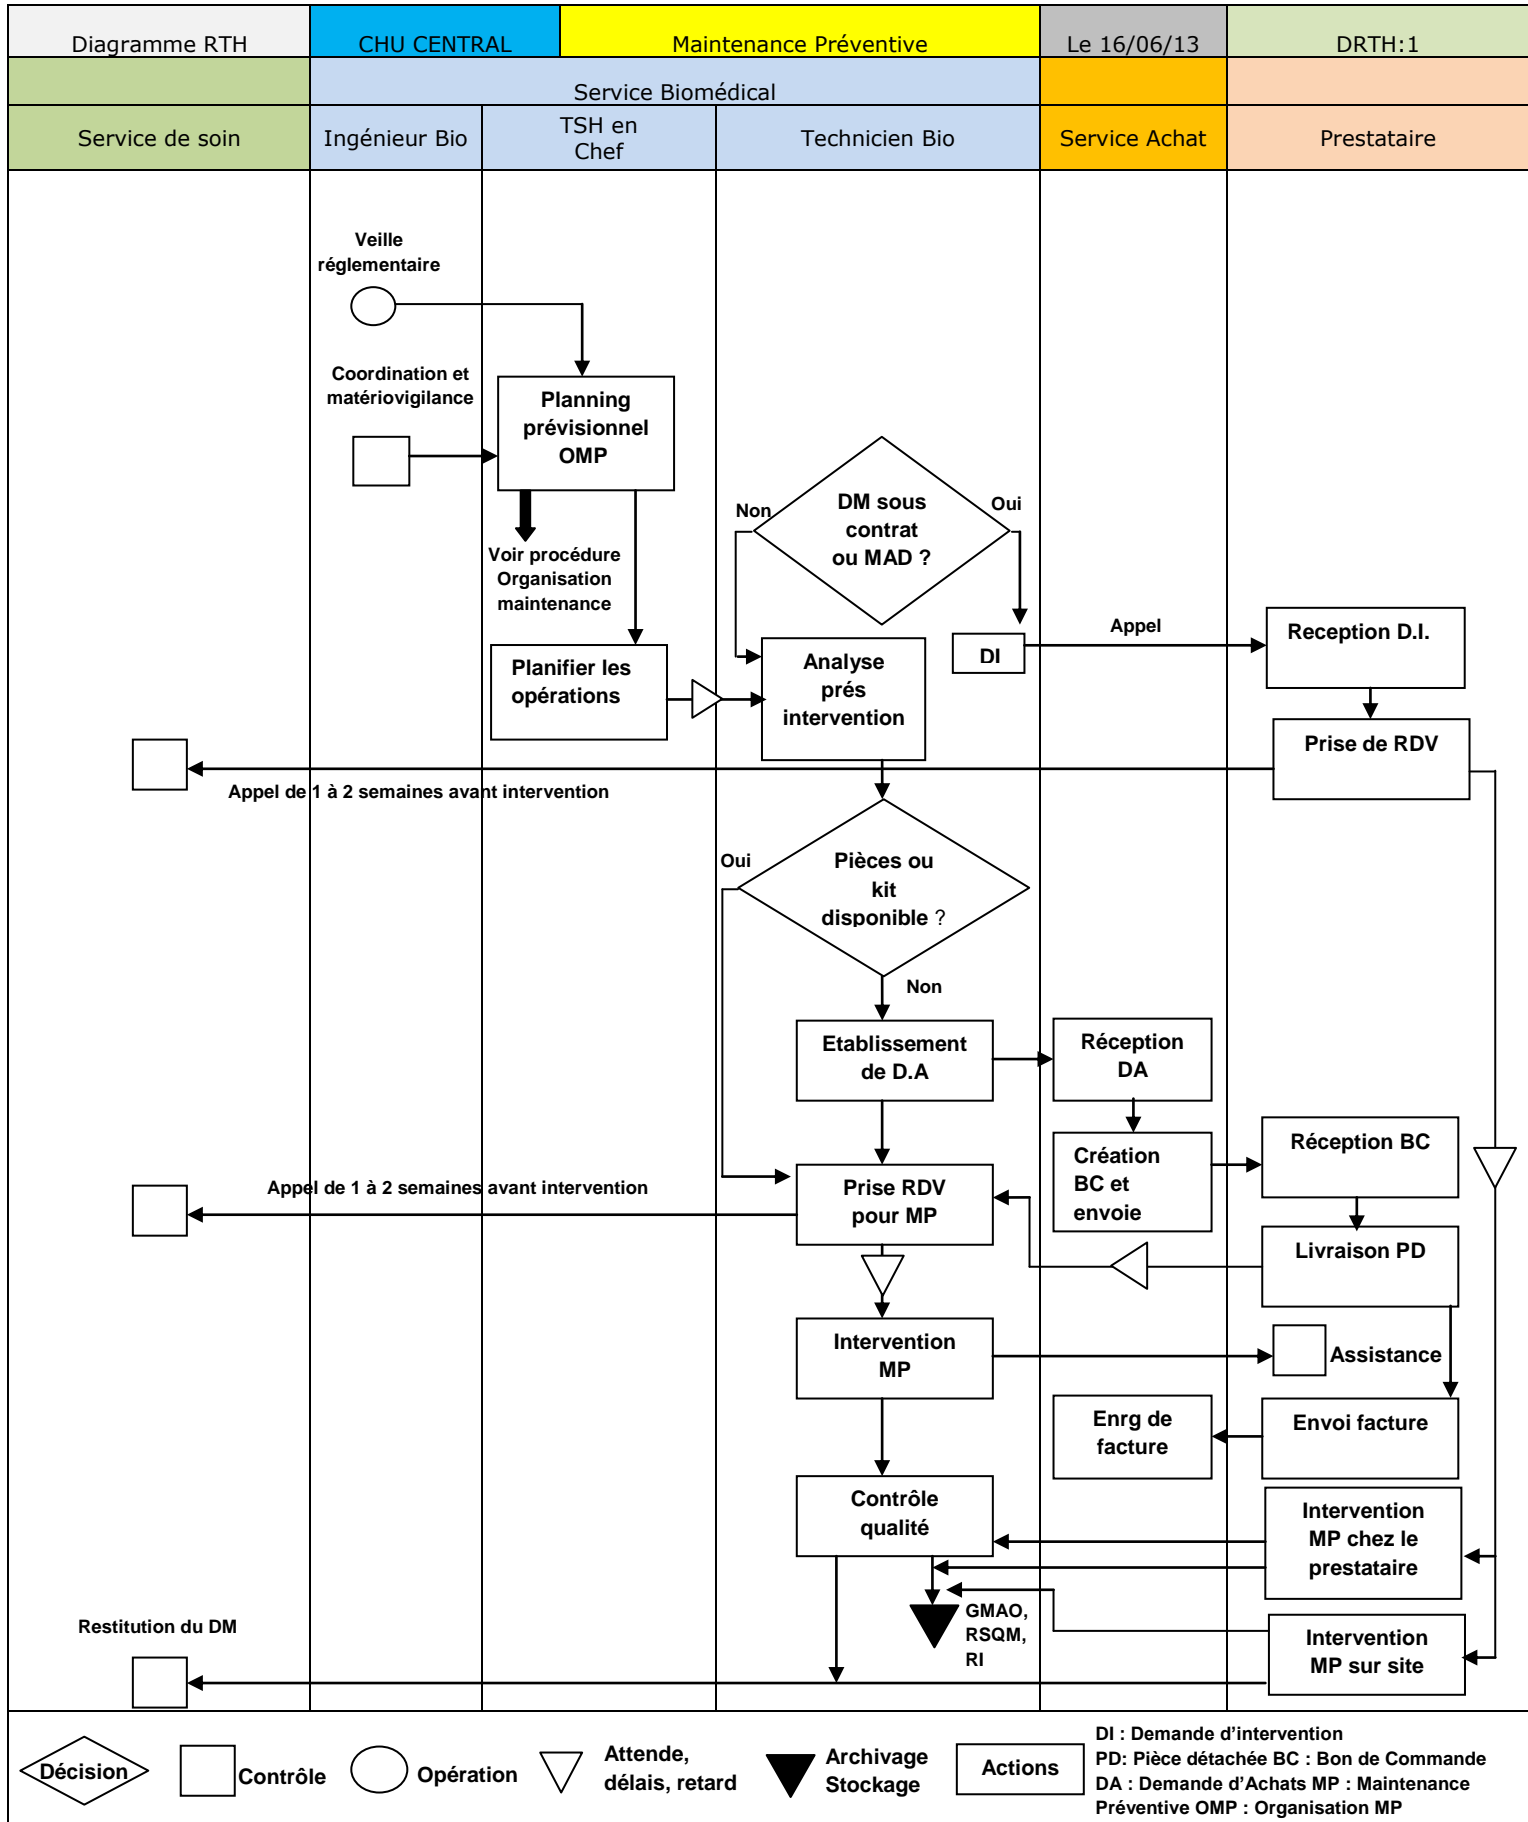 Diagramme RTH
CHU CENTRAL
Maintenance Préventive
Le 16/06/13
DRTH:1
Service Biomédical
Service de soin
Ingénieur Bio
TSH en
Chef
Technicien Bio
Service Achat
Prestataire
Veille
réglementaire
Coordination et
matériovigilance
Planning
prévisionnel
OMP
Voir procédure
Organisation
maintenance
Non
DM sous
contrat
ou MAD ?
Oui
Planifier les
opérations
Analyse
prés
intervention
DI
Appel
Reception D.I.
Prise de RDV
Appel de 1 à 2 semaines avant intervention
Oui
Pièces ou
kit
disponible ?
Non
Etablissement
de D.A
Réception
DA
Création
BC et
envoie
Réception BC
Appel de 1 à 2 semaines avant intervention
Prise RDV
pour MP
Livraison PD
Intervention
MP
Assistance
Enrg de
facture
Envoi facture
Contrôle
qualité
Intervention
MP chez le
prestataire
GMAO,
RSQM,
RI
Restitution du DM
Intervention
MP sur site
Décision
Contrôle
Opération
Attende,
délais, retard
Archivage
Stockage
Actions
DI : Demande d’intervention
PD: Pièce détachée BC : Bon de Commande
DA : Demande d’Achats MP : Maintenance
Préventive OMP : Organisation MP